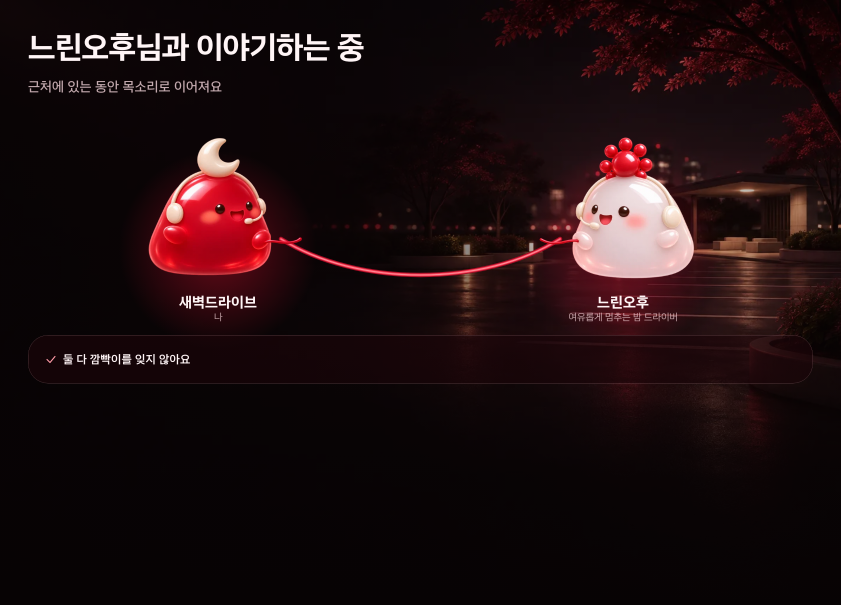 느린오후님과 이야기하는 중
근처에 있는 동안 목소리로 이어져요
새벽드라이브
나
느린오후
여유롭게 멈추는 밤 드라이버
둘 다 깜빡이를 잊지 않아요